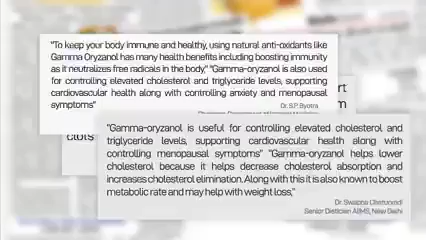 "To keep your body immune and healthy, using natural anti-oxidants like
Gamma Oryzanol has many health benefits including boosting immunity
as it neutralizes free radicals in the body," "Gamma-oryzanol is also used
for controlling elevated cholesterol and triglyceride levels, supporting
cardiovascular health along with controlling anxiety and menopausal
symptoms"
Dr. S.P. Byotra
rt
m
"Gamma-oryzanol is useful for controlling elevated cholesterol and
triglyceride levels, supporting cardiovascular health along with
controlling menopausal symptoms" "Gamma-oryzanol helps lower
cholesterol because it helps decrease cholesterol absorption and
increases cholesterol elimination. Along with this it is also known to boost
metabolic rate and may help with weight loss,"
Dr. Swapna Chaturvedi
Senior Dietician AIIMS, New Delhi